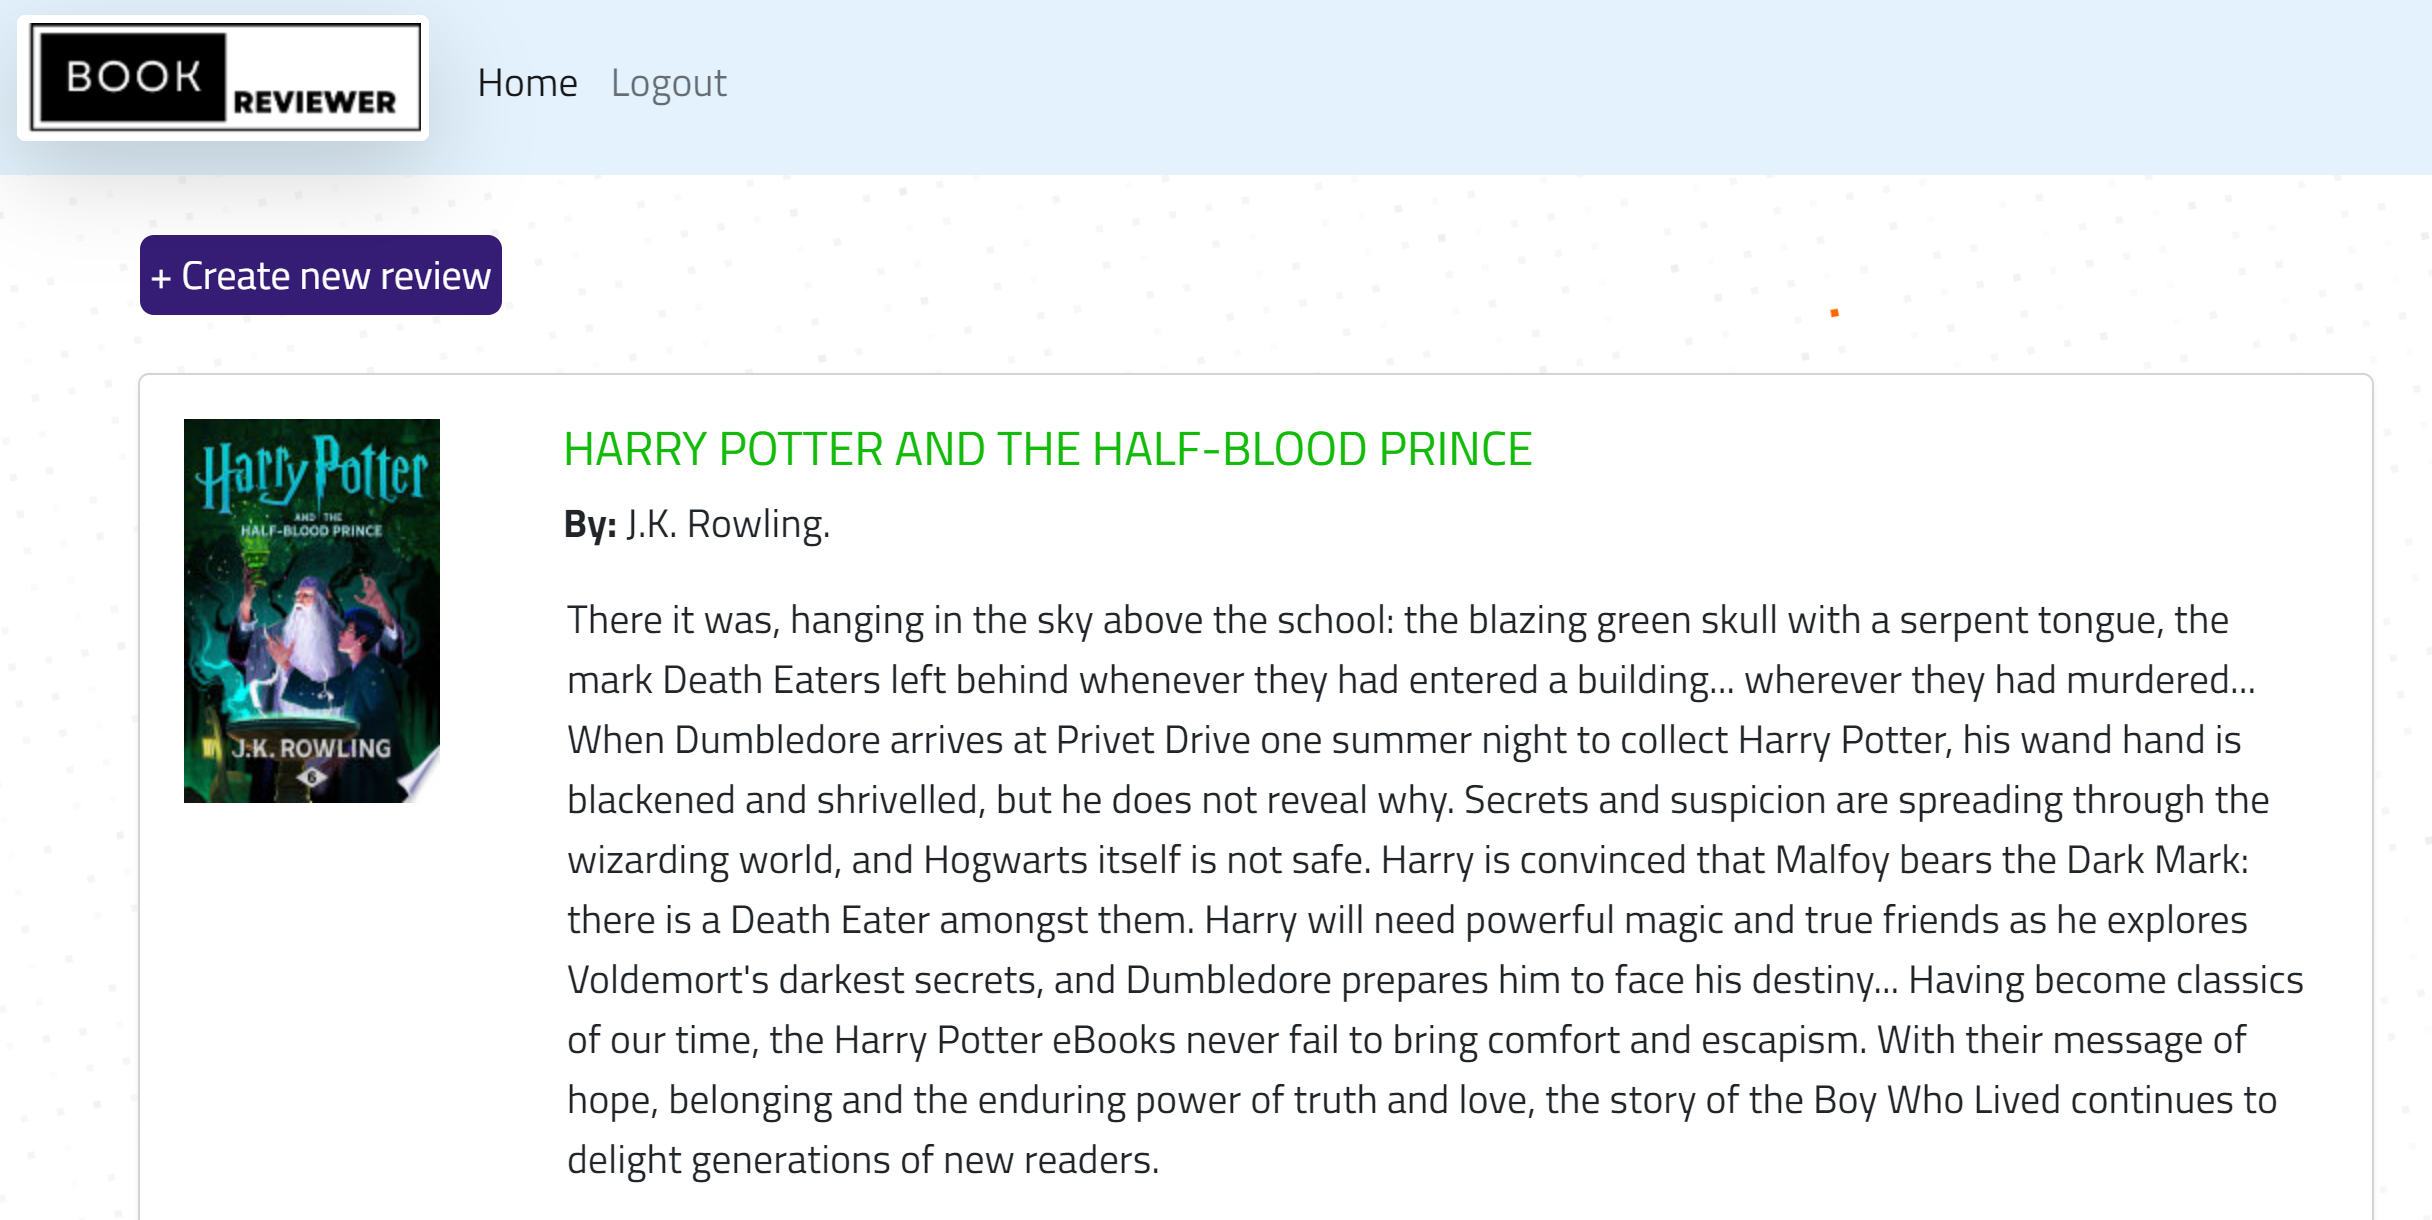 BOOK
REVIEWER
Home Logout
+ Create new review
Harry Potter
AND THE
HALF-BLOOD PRINCE
J.K. ROWLING
6
HARRY POTTER AND THE HALF-BLOOD PRINCE
By: J.K. Rowling.
There it was, hanging in the sky above the school: the blazing green skull with a serpent tongue, the
mark Death Eaters left behind whenever they had entered a building... wherever they had murdered...
When Dumbledore arrives at Privet Drive one summer night to collect Harry Potter, his wand hand is
blackened and shrivelled, but he does not reveal why. Secrets and suspicion are spreading through the
wizarding world, and Hogwarts itself is not safe. Harry is convinced that Malfoy bears the Dark Mark:
there is a Death Eater amongst them. Harry will need powerful magic and true friends as he explores
Voldemort's darkest secrets, and Dumbledore prepares him to face his destiny... Having become classics
of our time, the Harry Potter eBooks never fail to bring comfort and escapism. With their message of
hope, belonging and the enduring power of truth and love, the story of the Boy Who Lived continues to
delight generations of new readers.